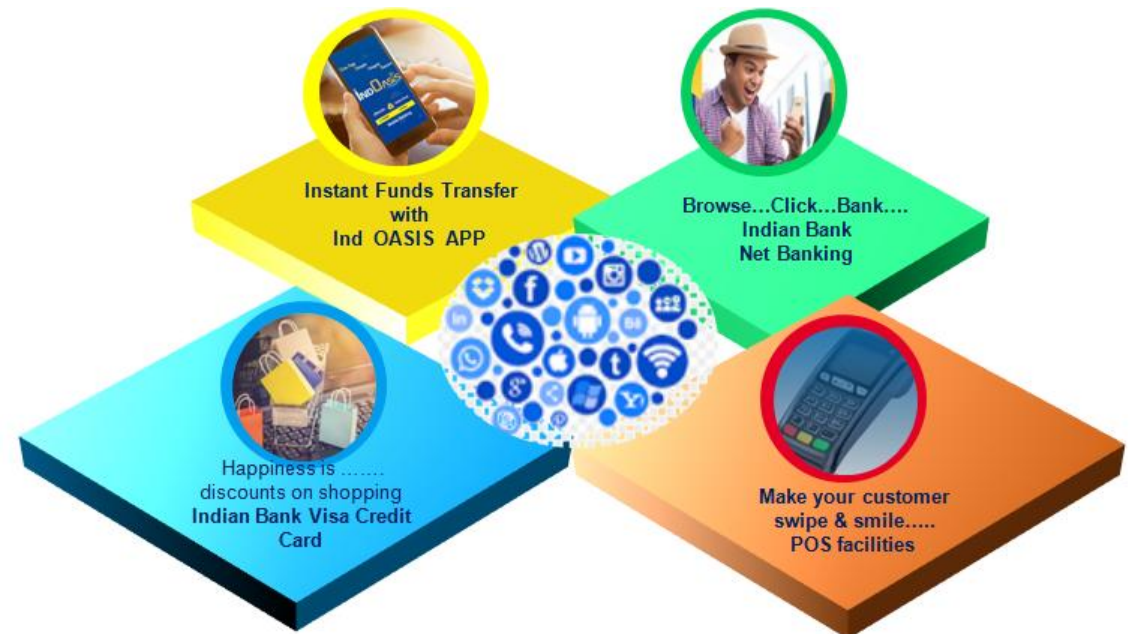 INDOASIS
Instant Funds Transfer
with
Ind OASIS APP
Browse...Click...Bank....
Indian Bank
Net Banking
Happiness is .......
discounts on shopping
Indian Bank Visa Credit
Card
Make your customer
swipe & smile.....
POS facilities